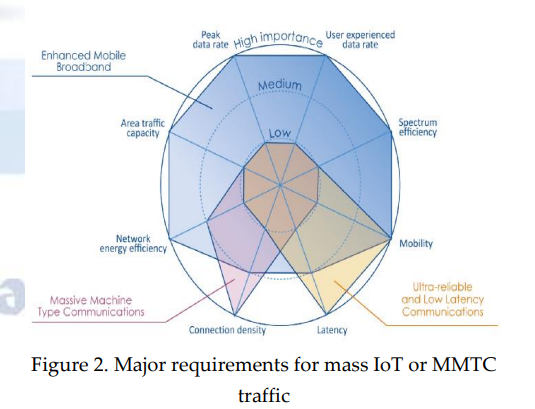 Peak
data rate
High importance
User experienced
data rate
Enhanced Mobile
Broadband
Medium
Area traffic
capacity
Low
Spectrum
efficiency
Network
energy efficiency
Mobility
Massive Machine
Type Communications
Ultra-reliable
and Low Latency
Communications
Connection density
Latency
Figure 2. Major requirements for mass IoT or MMTC
traffic